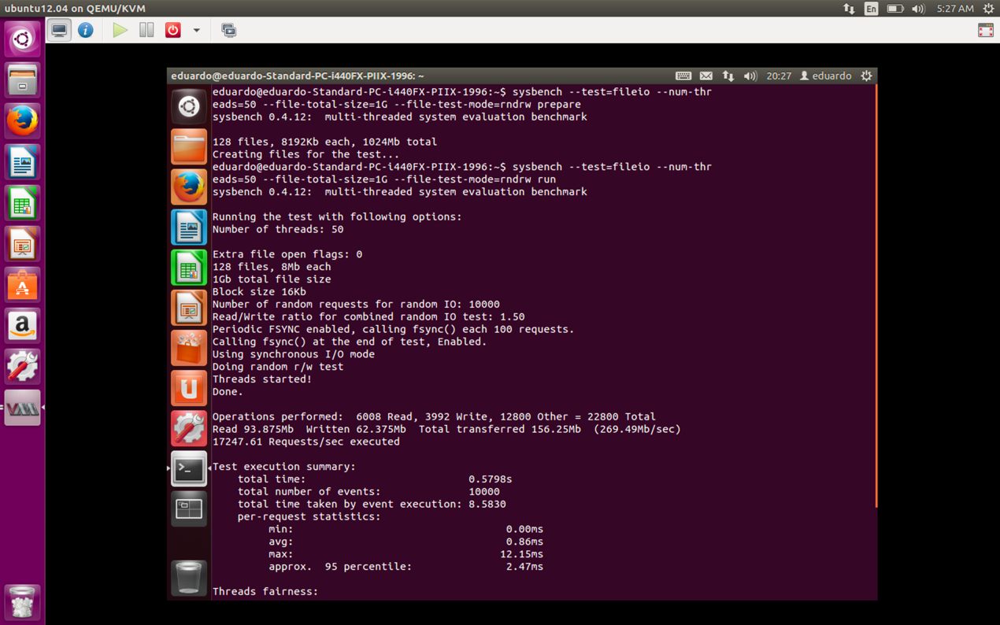 ubuntu12.04 on QEMU/KVM
En
5:27 AM
eduardo@eduardo-Standard-PC-i440FX-PIIX-1996: ~
20:27 eduardo
eduardo@eduardo-Standard-PC-i440FX-PIIX-1996:~$ sysbench --test=fileio --num-thr
eads=50 --file-total-size=1G --file-test-mode=rndrw prepare
sysbench 0.4.12:  multi-threaded system evaluation benchmark
128 files, 8192Kb each, 1024Mb total
Creating files for the test...
eduardo@eduardo-Standard-PC-i440FX-PIIX-1996:~$ sysbench --test=fileio --num-thr
eads=50 --file-total-size=1G --file-test-mode=rndrw run
sysbench 0.4.12:  multi-threaded system evaluation benchmark
Running the test with following options:
Number of threads: 50
Extra file open flags: 0
128 files, 8Mb each
1Gb total file size
Block size 16Kb
Number of random requests for random IO: 10000
Read/Write ratio for combined random IO test: 1.50
Periodic FSYNC enabled, calling fsync() each 100 requests.
Calling fsync() at the end of test, Enabled.
Using synchronous I/O mode
Doing random r/w test
Threads started!
Done.
Operations performed:  6008 Read, 3992 Write, 12800 Other = 22800 Total
Read 93.875Mb  Written 62.375Mb  Total transferred 156.25Mb  (269.49Mb/sec)
17247.61 Requests/sec executed
Test execution summary:
total time: 0.5798s
total number of events: 10000
total time taken by event execution: 8.5830
per-request statistics:
min: 0.00ms
avg: 0.86ms
max: 12.15ms
approx.  95 percentile: 2.47ms
Threads fairness: